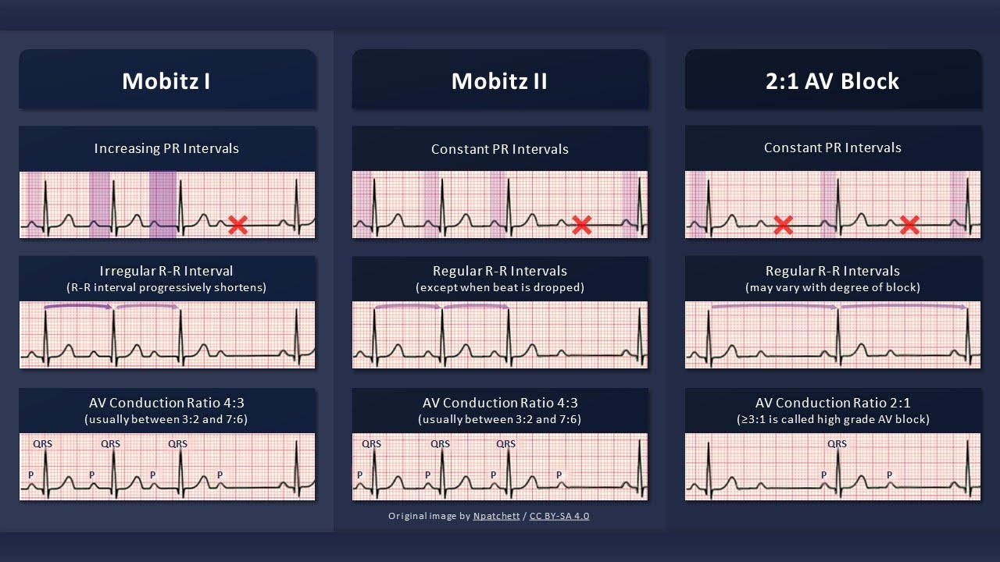 Mobitz I
Increasing PR Intervals
Irregular R-R Interval
(R-R interval progressively shortens)
AV Conduction Ratio 4:3
(usually between 3:2 and 7:6)
QRS QRS QRS
P P P P
Mobitz II
Constant PR Intervals
Regular R-R Intervals
(except when beat is dropped)
AV Conduction Ratio 4:3
(usually between 3:2 and 7:6)
QRS QRS QRS
P P P P
Original image by Npatchett / CC BY-SA 4.0
2:1 AV Block
Constant PR Intervals
Regular R-R Intervals
(may vary with degree of block)
AV Conduction Ratio 2:1
(≥3:1 is called high grade AV block)
QRS
P P